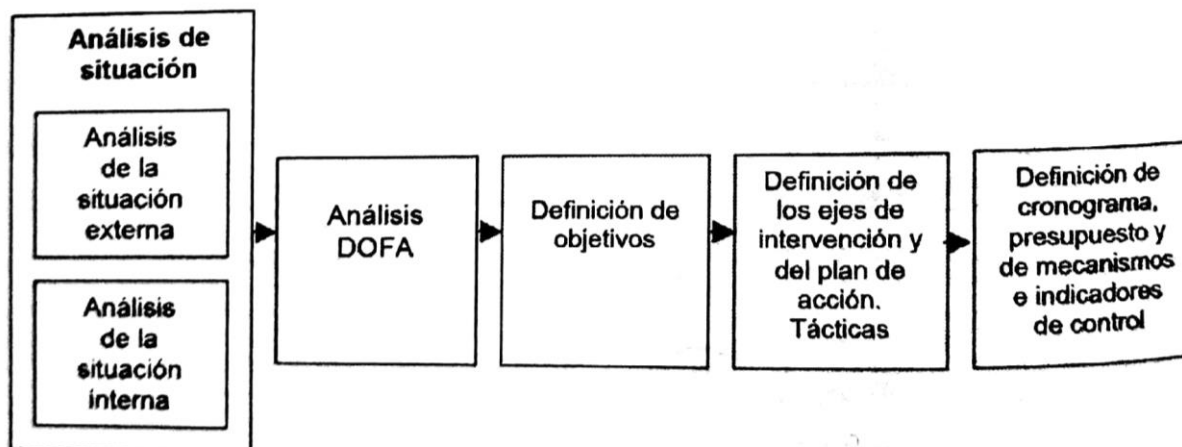 Análisis de
situación
Análisis
de la
situación
externa
Análisis
de la
situación
interna
Análisis
DOFA
Definición de
objetivos
Definición de
los ejes de
intervención y
del plan de
acción.
Tácticas
Definición de
cronograma,
presupuesto y
de mecanismos
e indicadores
de control